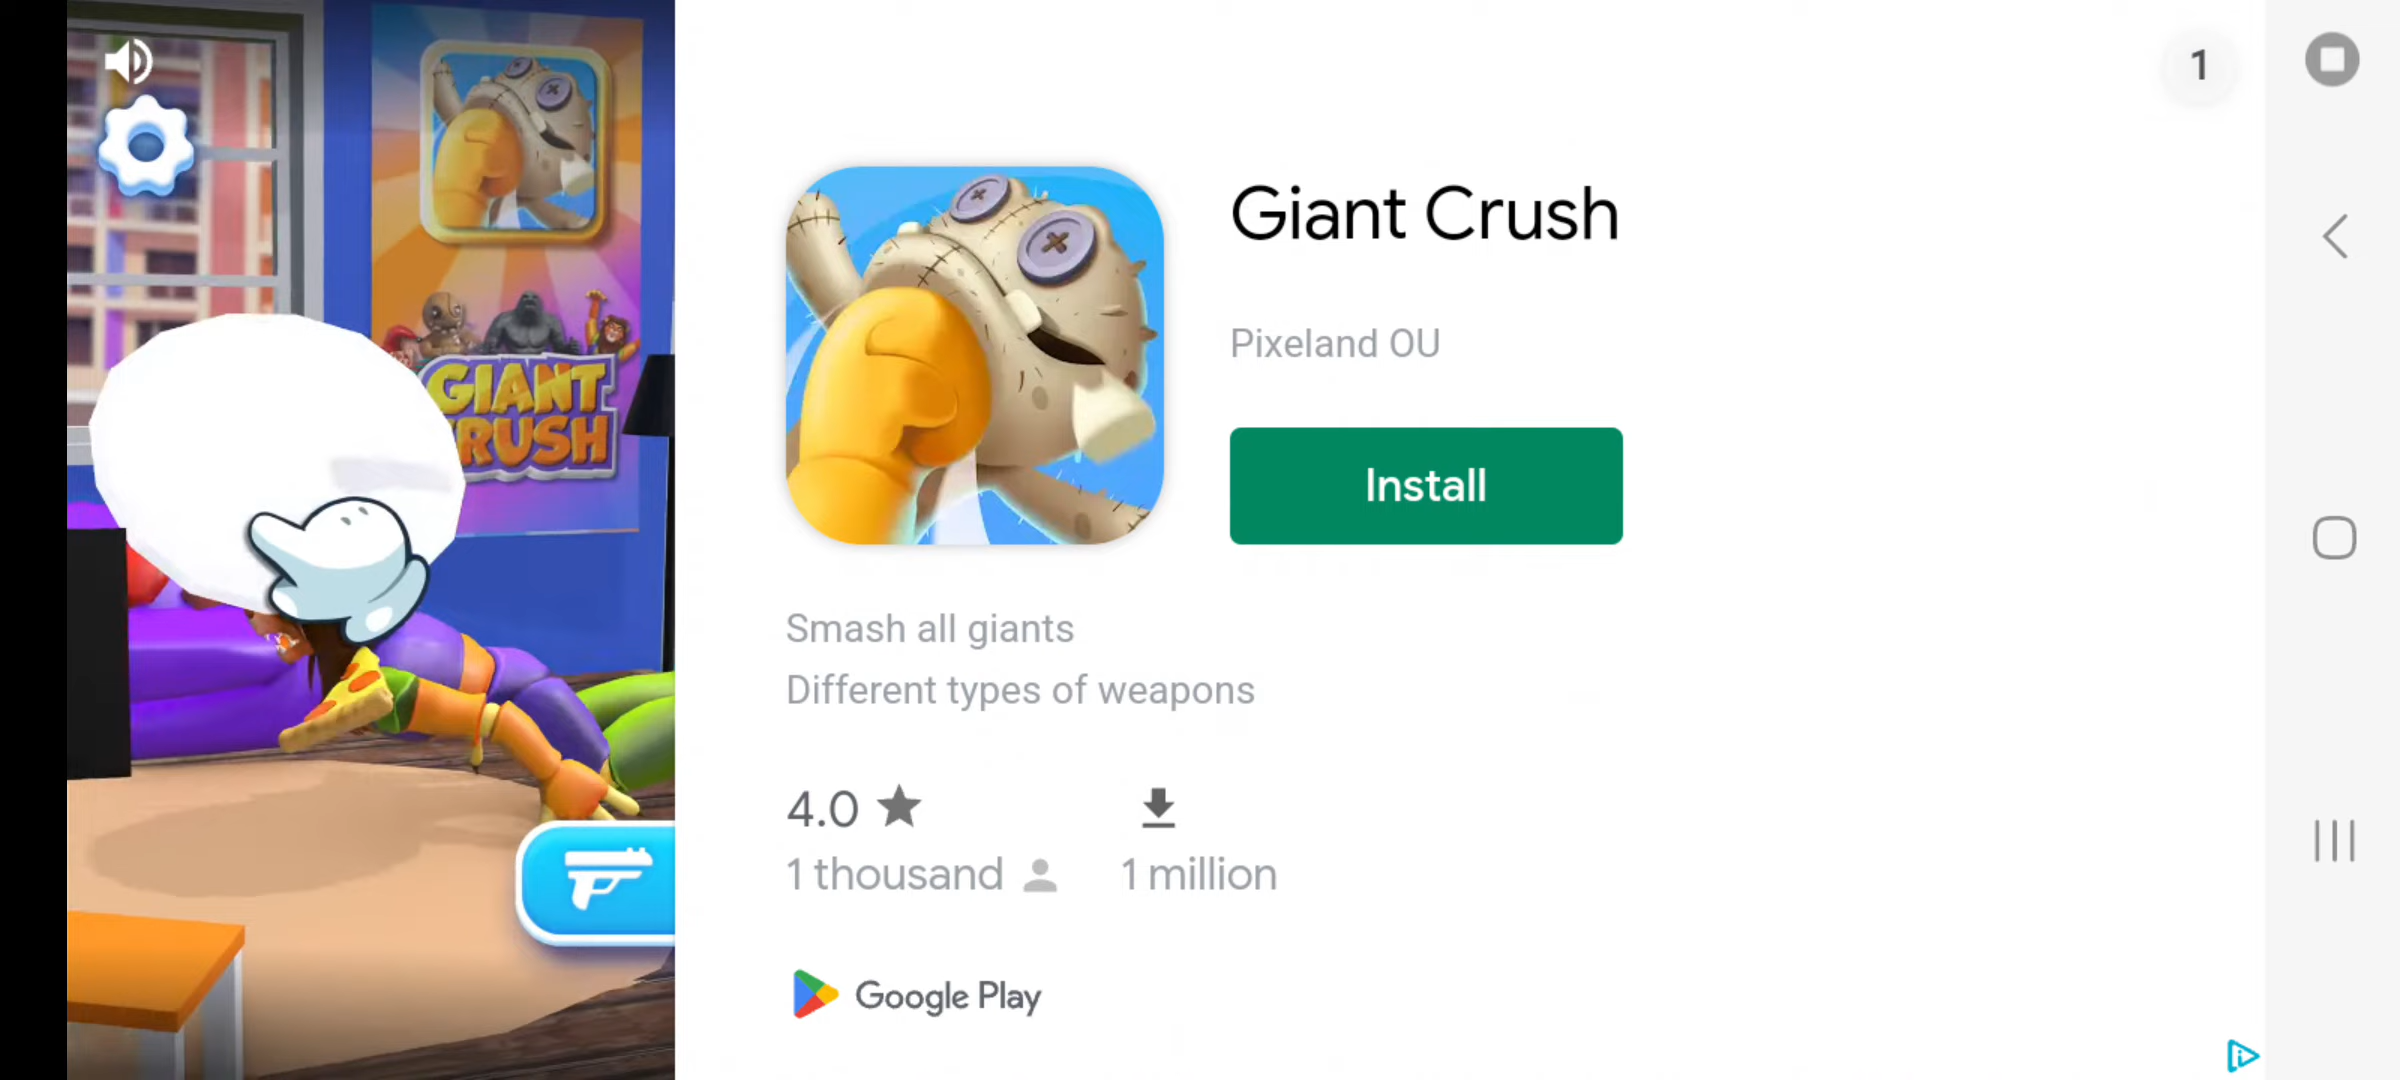 GIANT
CRUSH
1
Giant Crush
Pixeland OU
Install
Smash all giants
Different types of weapons
4.0
1 thousand
1 million
Google Play